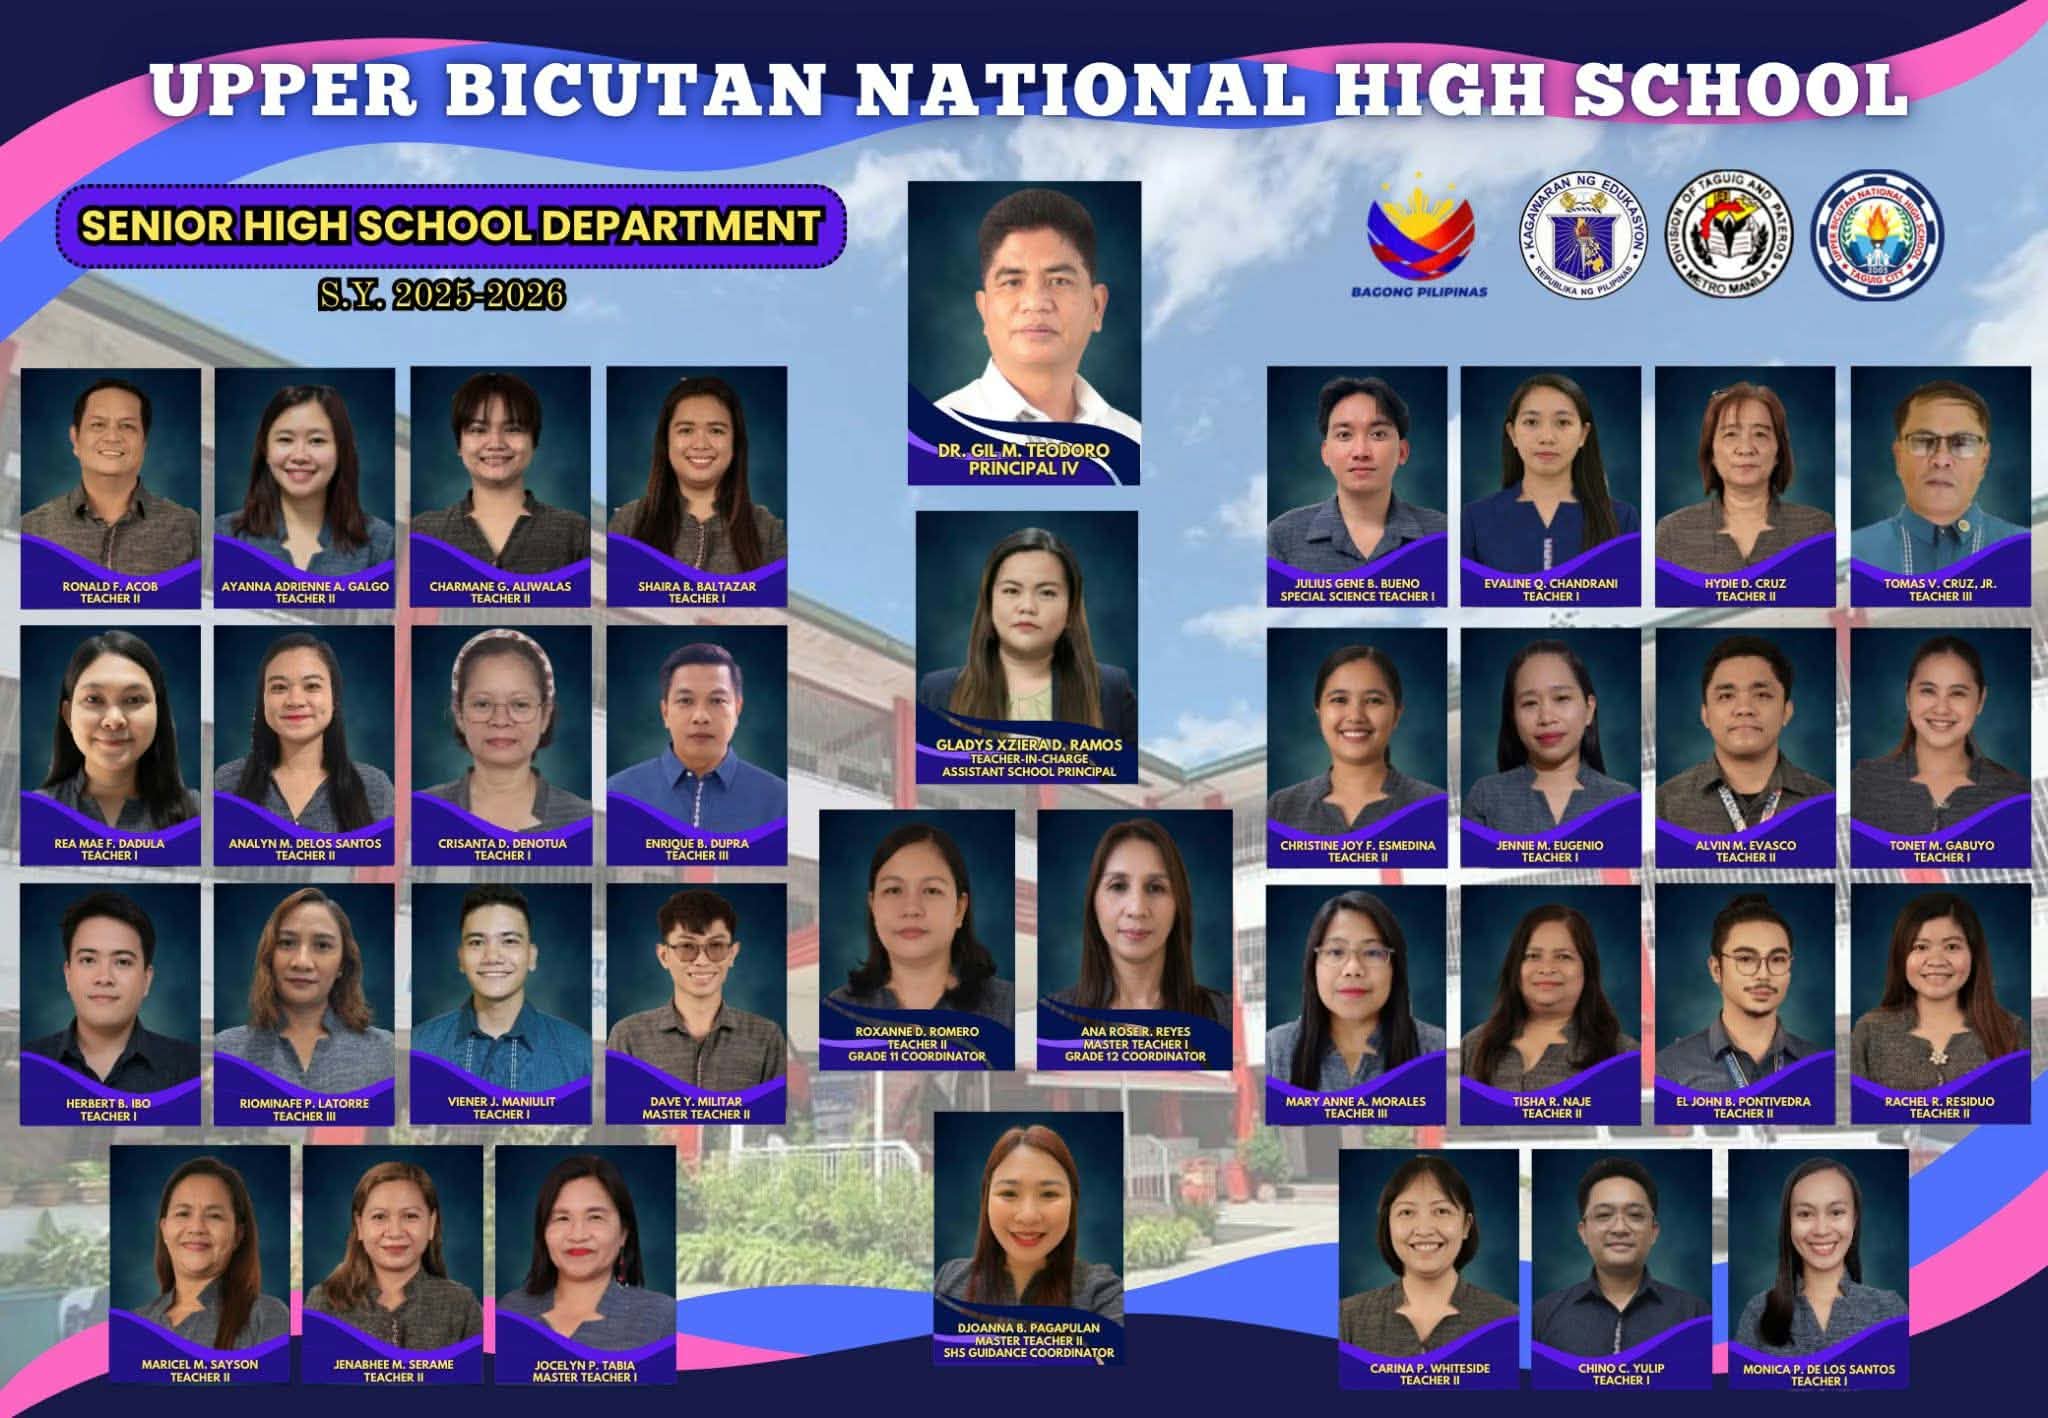 UPPER BICUTAN NATIONAL HIGH SCHOOL
SENIOR HIGH SCHOOL DEPARTMENT
S.Y. 2025-2026
BAGONG PILIPINAS
KAGAWARAN NG EDUKASYON
REPUBLIKA NG PILIPINAS
DIVISION OF TAGUIG AND PATEROS
METRO MANILA
UPPER BICUTAN NATIONAL HIGH SCHOOL
2005
TAGUIG CITY
DR. GIL M. TEODORO
PRINCIPAL IV
GLADYS XZIERA D. RAMOS
TEACHER-IN-CHARGE
ASSISTANT SCHOOL PRINCIPAL
ROXANNE D. ROMERO
TEACHER II
GRADE 11 COORDINATOR
ANA ROSE R. REYES
MASTER TEACHER I
GRADE 12 COORDINATOR
DJOANNA B. PAGAPULAN
MASTER TEACHER II
SHS GUIDANCE COORDINATOR
RONALD F. ACOB
TEACHER II
AYANNA ADRIENNE A. GALGO
TEACHER II
CHARMANE G. ALIWALAS
TEACHER II
SHAIRA B. BALTAZAR
TEACHER I
REA MAE F. DADULA
TEACHER I
ANALYN M. DELOS SANTOS
TEACHER II
CRISANTA D. DENOTUA
TEACHER I
ENRIQUE B. DUPRA
TEACHER III
HERBERT B. IBO
TEACHER I
RIOMINAFE P. LATORRE
TEACHER III
VIENER J. MANIULIT
TEACHER I
DAVE Y. MILITAR
MASTER TEACHER II
MARICEL M. SAYSON
TEACHER II
JENABHEE M. SERAME
TEACHER II
JOCELYN P. TABIA
MASTER TEACHER I
JULIUS GENE B. BUENO
SPECIAL SCIENCE TEACHER I
EVALINE Q. CHANDRANI
TEACHER I
HYDIE D. CRUZ
TEACHER II
TOMAS V. CRUZ, JR.
TEACHER III
CHRISTINE JOY F. ESMEDINA
TEACHER II
JENNIE M. EUGENIO
TEACHER I
ALVIN M. EVASCO
TEACHER II
TONET M. GABUYO
TEACHER I
MARY ANNE A. MORALES
TEACHER III
TISHA R. NAJE
TEACHER II
EL JOHN B. PONTIVEDRA
TEACHER II
RACHEL R. RESIDUO
TEACHER II
CARINA P. WHITESIDE
TEACHER II
CHINO C. YULIP
TEACHER I
MONICA P. DE LOS SANTOS
TEACHER I